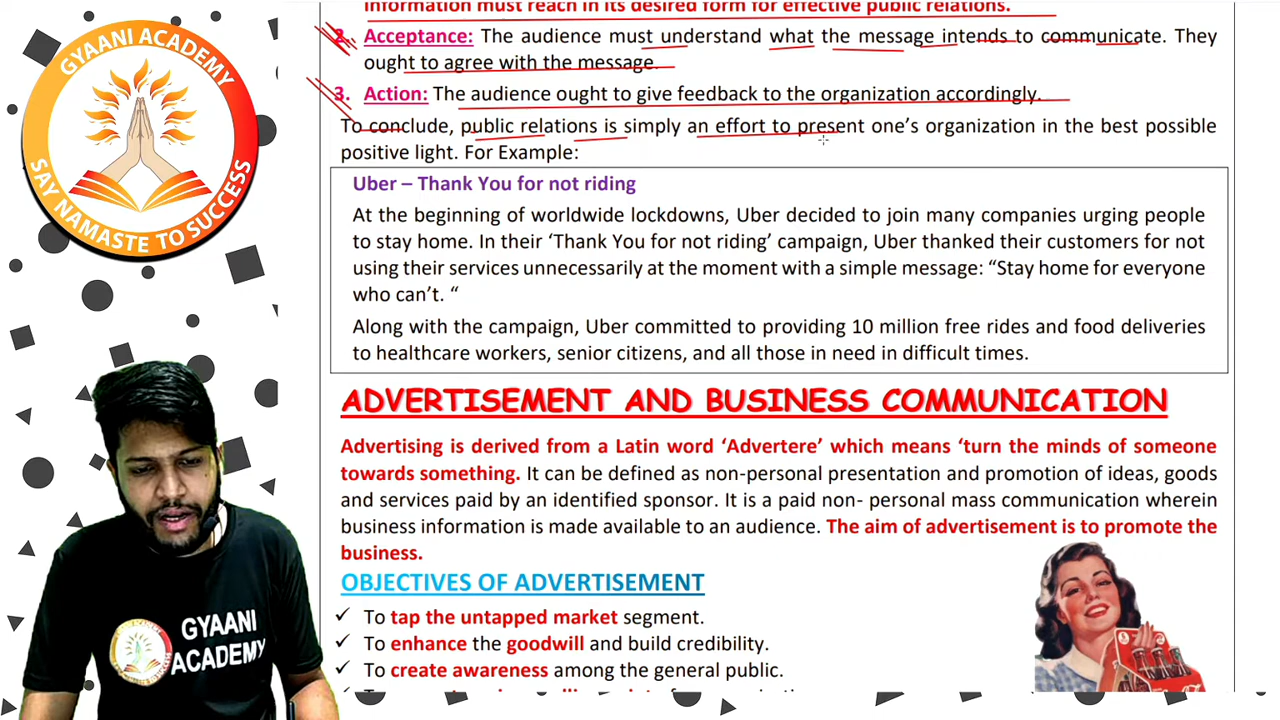 GYAANI ACADEMY
SAY NAMASTE TO SUCCESS
information must reach in its desired form for effective public relations.
2. Acceptance: The audience must understand what the message intends to communicate. They
ought to agree with the message.
3. Action: The audience ought to give feedback to the organization accordingly.
To conclude, public relations is simply an effort to present one’s organization in the best possible
positive light. For Example:
Uber – Thank You for not riding
At the beginning of worldwide lockdowns, Uber decided to join many companies urging people
to stay home. In their ‘Thank You for not riding’ campaign, Uber thanked their customers for not
using their services unnecessarily at the moment with a simple message: “Stay home for everyone
who can’t. “
Along with the campaign, Uber committed to providing 10 million free rides and food deliveries
to healthcare workers, senior citizens, and all those in need in difficult times.
ADVERTISEMENT AND BUSINESS COMMUNICATION
Advertising is derived from a Latin word ‘Advertere’ which means ‘turn the minds of someone
towards something. It can be defined as non-personal presentation and promotion of ideas, goods
and services paid by an identified sponsor. It is a paid non- personal mass communication wherein
business information is made available to an audience. The aim of advertisement is to promote the
business.
OBJECTIVES OF ADVERTISEMENT
✓ To tap the untapped market segment.
✓ To enhance the goodwill and build credibility.
✓ To create awareness among the general public.
GYAANI
ACADEMY